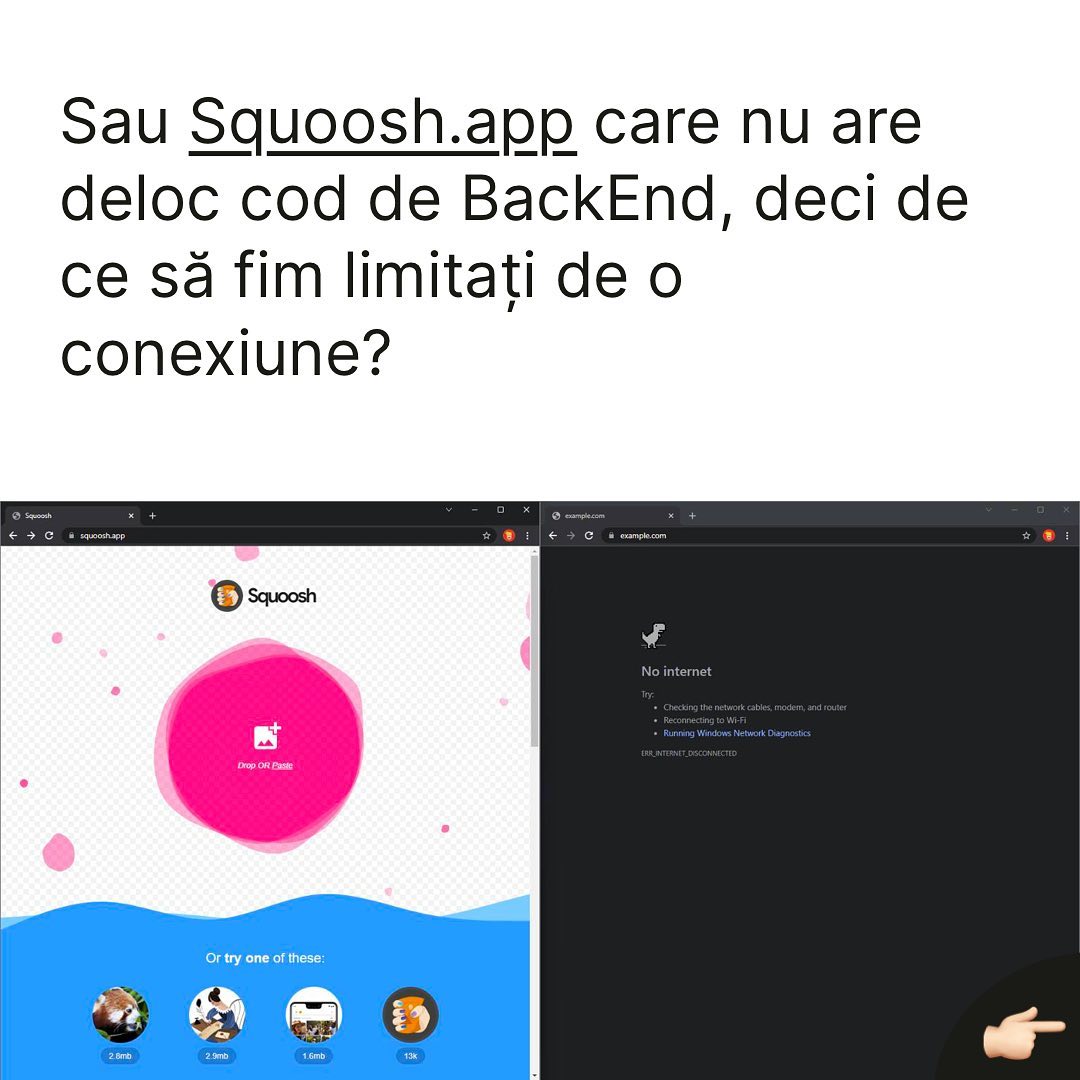 Sau Squoosh.app care nu are
deloc cod de BackEnd, deci de
ce să fim limitați de o
conexiune?
Squoosh
squoosh.app
Squoosh
Drop OR Paste
Or try one of these:
2.8mb
2.9mb
1.6mb
13k
example.com
example.com
No internet
Try:
Checking the network cables, modem, and router
Reconnecting to Wi-Fi
Running Windows Network Diagnostics
ERR_INTERNET_DISCONNECTED